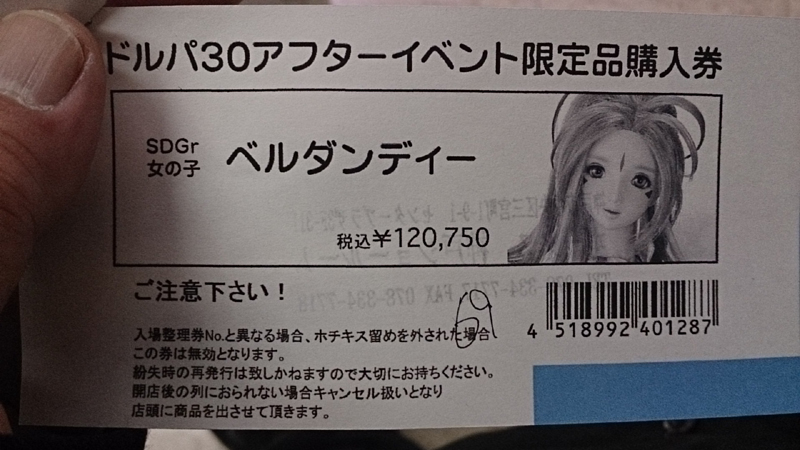 ドルパ30アフターイベント限定品購入券
SDGr
女の子
ベルダンディー
税込¥120,750
ご注意下さい!
69
入場整理券No.と異なる場合、ホチキス留めを外された場合
この券は無効となります。
紛失時の再発行は致しかねますので大切にお持ちください。
開店後の列におられない場合キャンセル扱いとなり
店頭に商品を出させて頂きます。
4 518992 401287